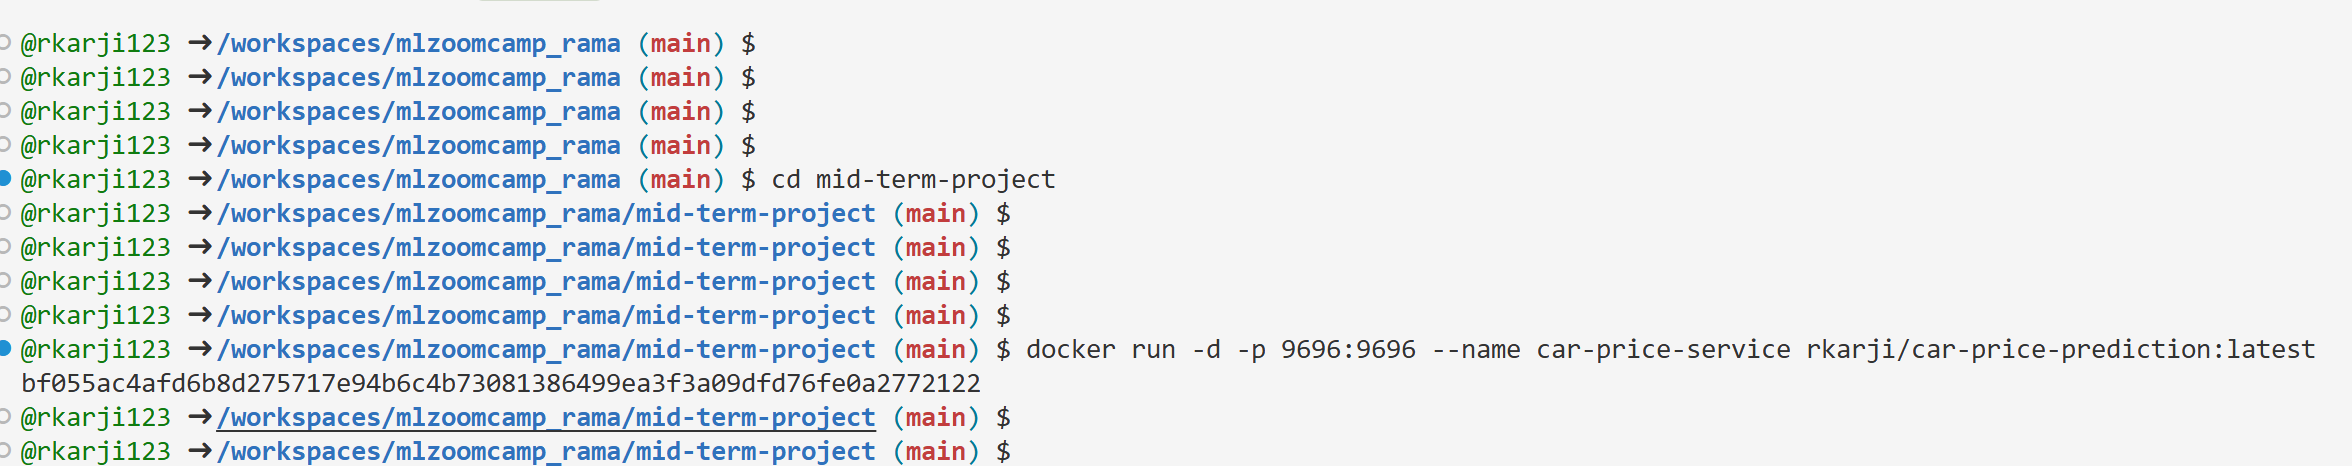 @rkarji123 ➜/workspaces/mlzoomcamp_rama (main) $
@rkarji123 ➜/workspaces/mlzoomcamp_rama (main) $
@rkarji123 ➜/workspaces/mlzoomcamp_rama (main) $
@rkarji123 ➜/workspaces/mlzoomcamp_rama (main) $
@rkarji123 ➜/workspaces/mlzoomcamp_rama (main) $ cd mid-term-project
@rkarji123 ➜/workspaces/mlzoomcamp_rama/mid-term-project (main) $
@rkarji123 ➜/workspaces/mlzoomcamp_rama/mid-term-project (main) $
@rkarji123 ➜/workspaces/mlzoomcamp_rama/mid-term-project (main) $
@rkarji123 ➜/workspaces/mlzoomcamp_rama/mid-term-project (main) $
@rkarji123 ➜/workspaces/mlzoomcamp_rama/mid-term-project (main) $ docker run -d -p 9696:9696 --name car-price-service rkarji/car-price-prediction:latest
bf055ac4afd6b8d275717e94b6c4b73081386499ea3f3a09dfd76fe0a2772122
@rkarji123 ➜/workspaces/mlzoomcamp_rama/mid-term-project (main) $
@rkarji123 ➜/workspaces/mlzoomcamp_rama/mid-term-project (main) $